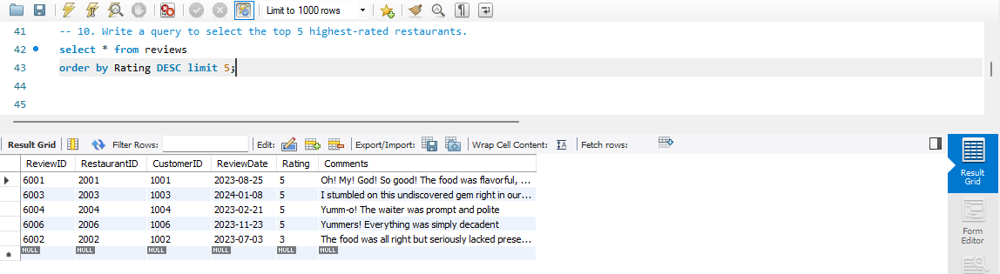 Limit to 1000 rows
41 -- 10. Write a query to select the top 5 highest-rated restaurants.
42 select * from reviews
43 order by Rating DESC limit 5;
44
45
Result Grid Filter Rows: Edit: Export/Import: Wrap Cell Content: Fetch rows:
ReviewID RestaurantID CustomerID ReviewDate Rating Comments
6001 2001 1001 2023-08-25 5 Oh! My! God! So good! The food was flavorful, ...
6003 2003 1003 2024-01-08 5 I stumbled on this undiscovered gem right in our...
6004 2004 1004 2023-02-21 5 Yumm-o! The waiter was prompt and polite
6006 2006 1006 2023-11-23 5 Yummers! Everything was simply decadent
6002 2002 1002 2023-07-03 3 The food was all right but seriously lacked prese...
NULL NULL NULL NULL NULL NULL
Result
Grid
Form
Editor